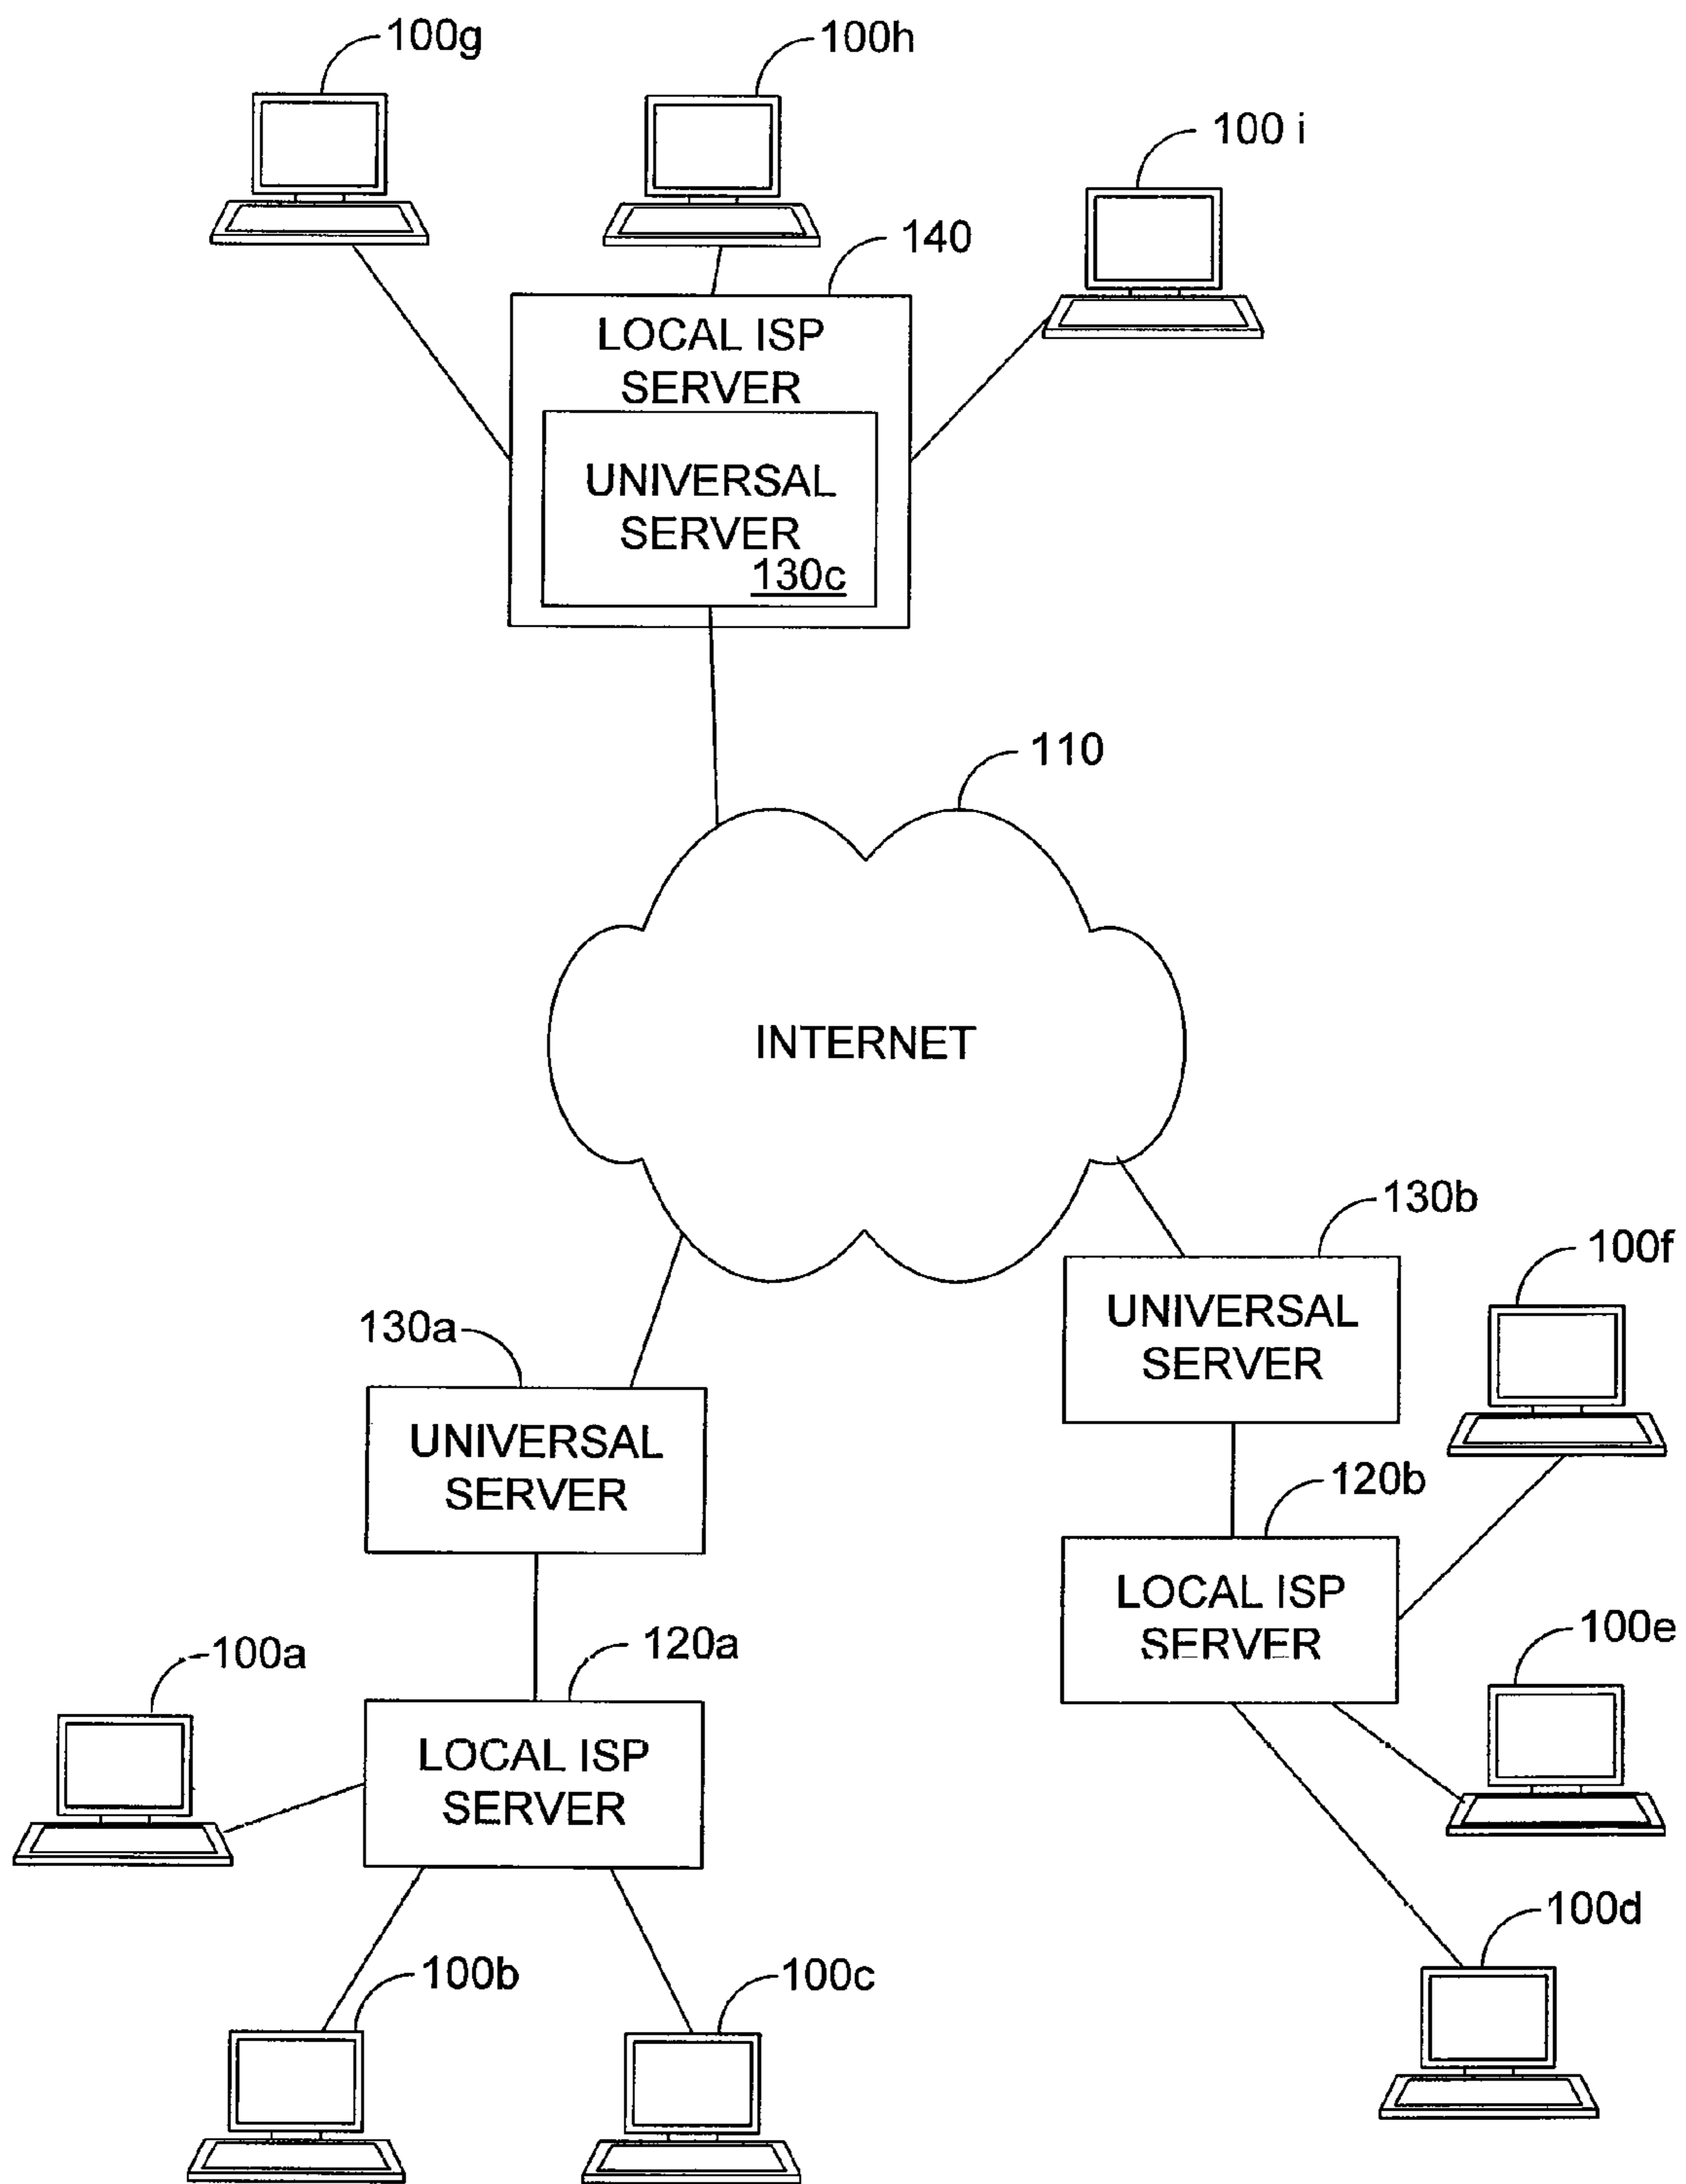 100g
100h
100 i
140
LOCAL ISP
SERVER
UNIVERSAL
SERVER
130c
110
INTERNET
130b
100f
UNIVERSAL
SERVER
130a
UNIVERSAL
SERVER
120b
LOCAL ISP
SERVER
100e
100a
120a
LOCAL ISP
SERVER
100d
100b
100c